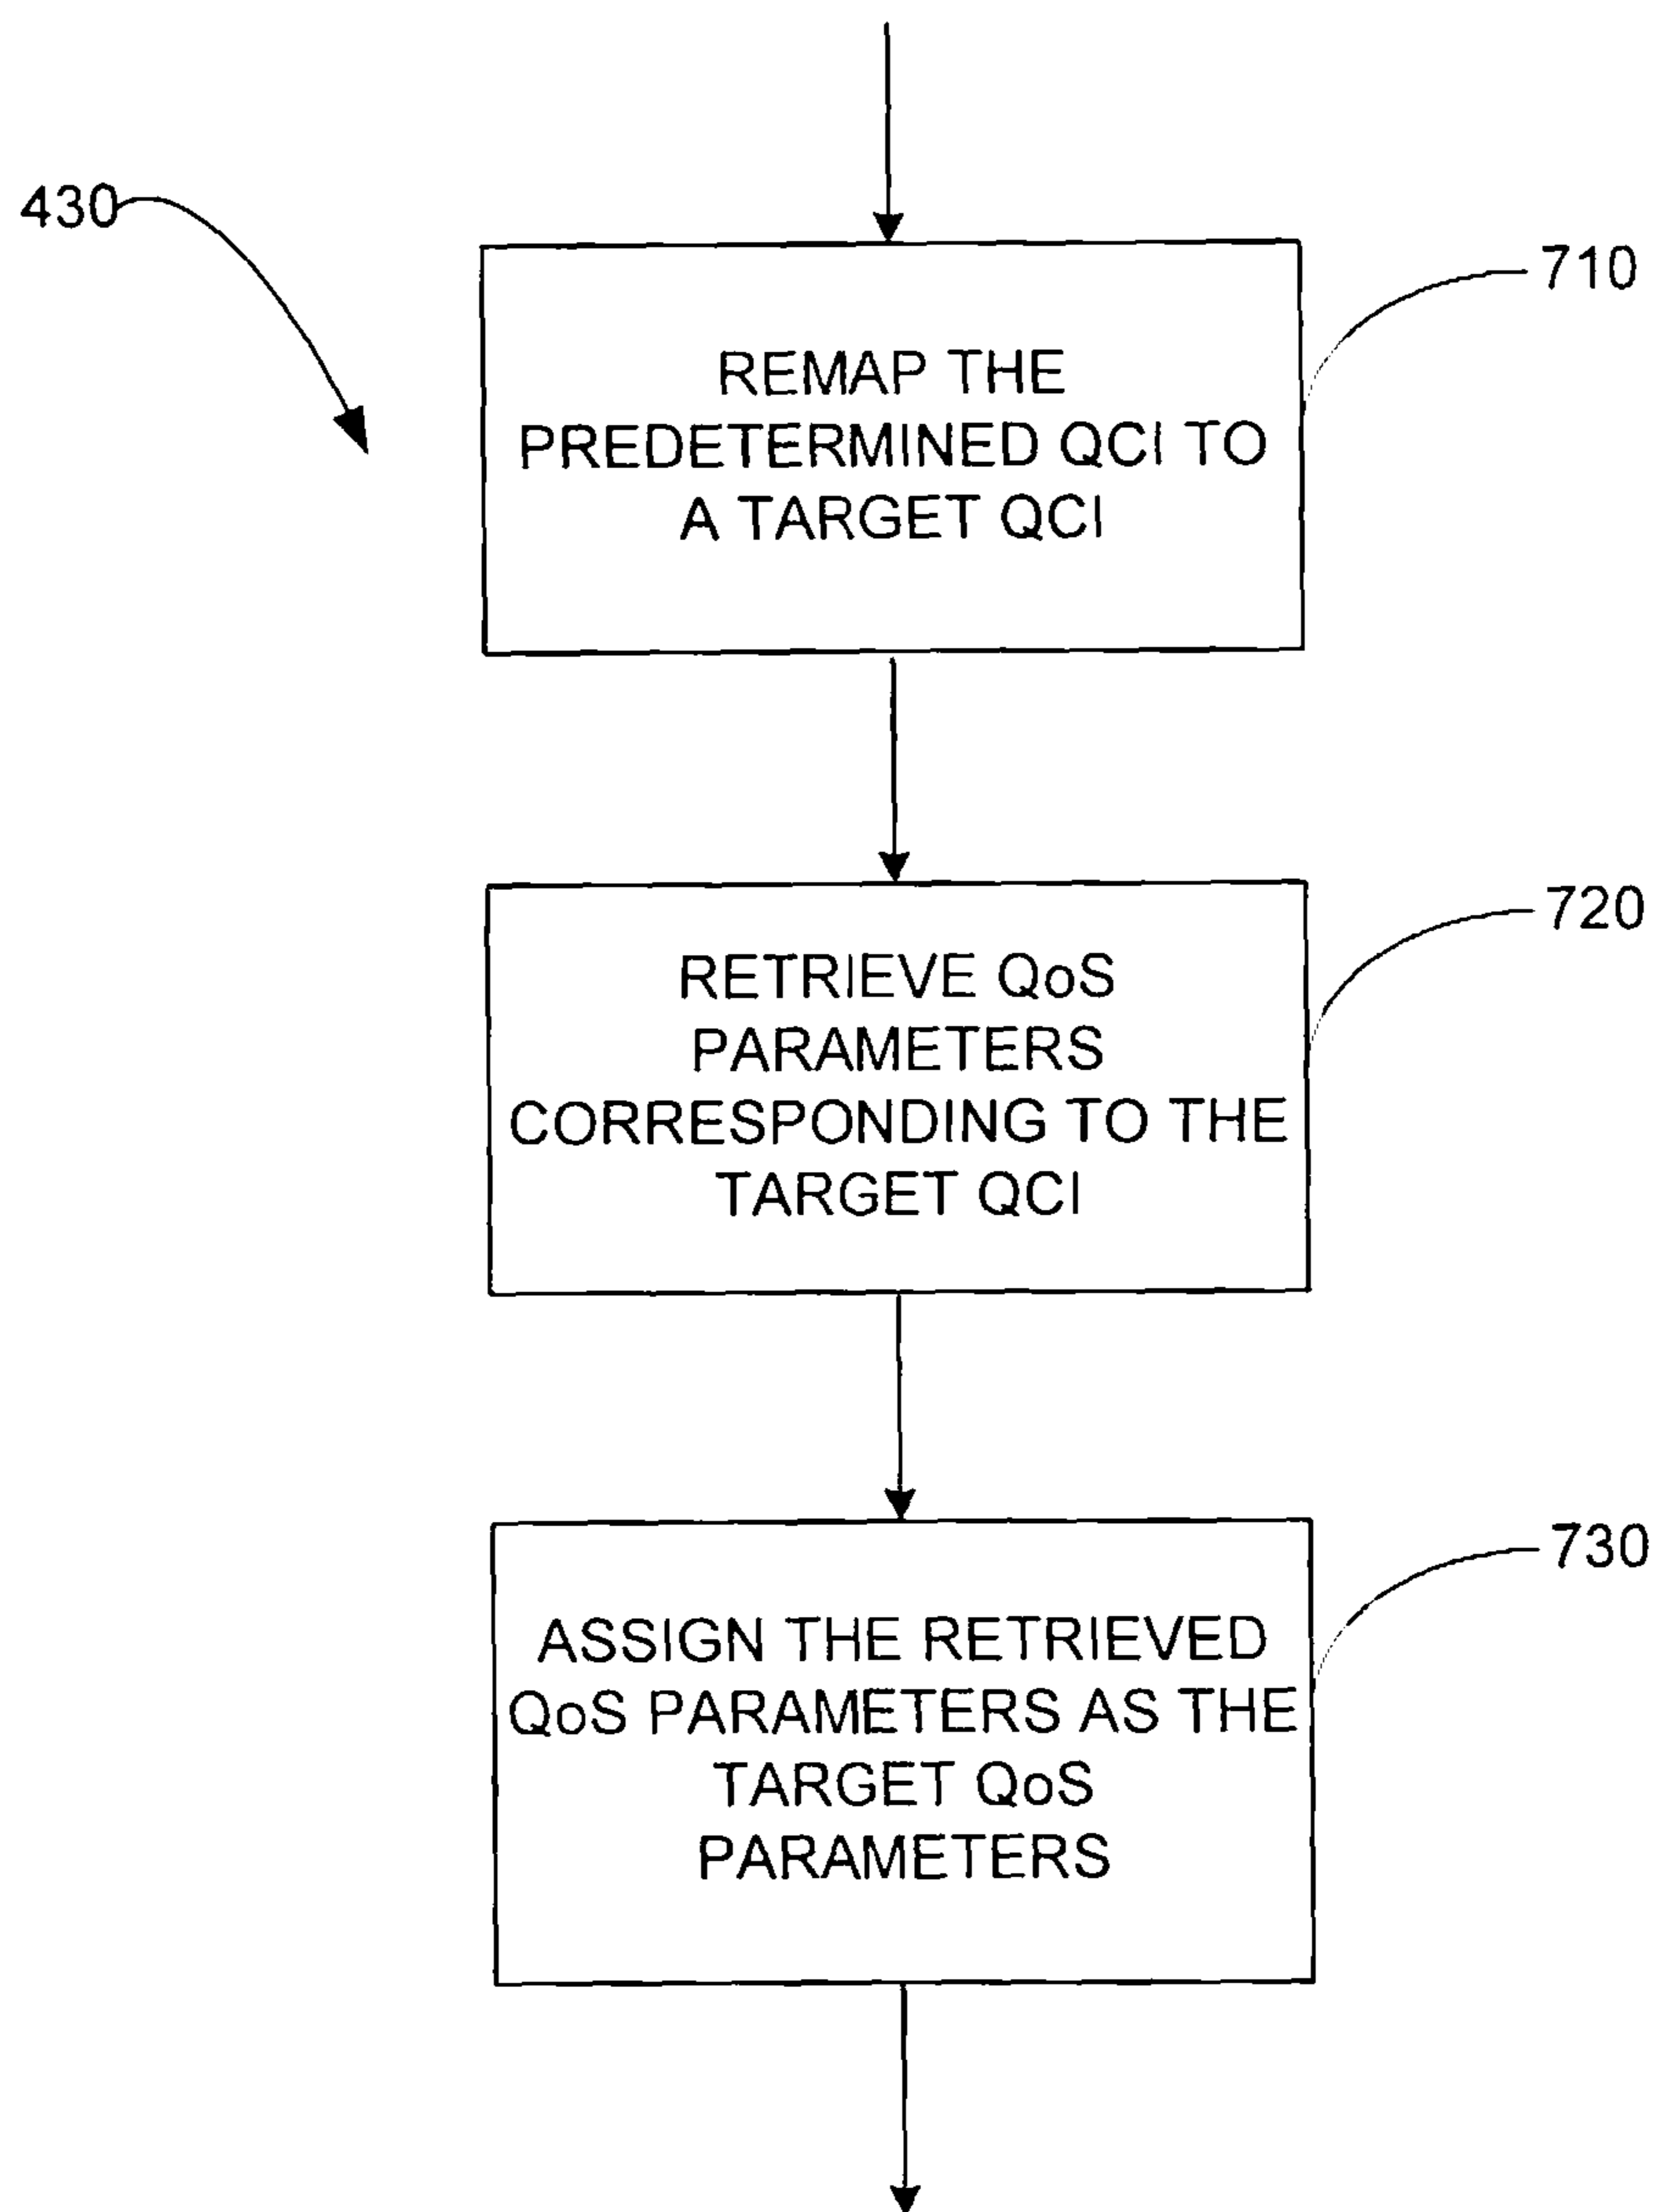 430
710
REMAP THE
PREDETERMINED QCI TO
A TARGET QCI
720
RETRIEVE QoS
PARAMETERS
CORRESPONDING TO THE
TARGET QCI
730
ASSIGN THE RETRIEVED
QoS PARAMETERS AS THE
TARGET QoS
PARAMETERS